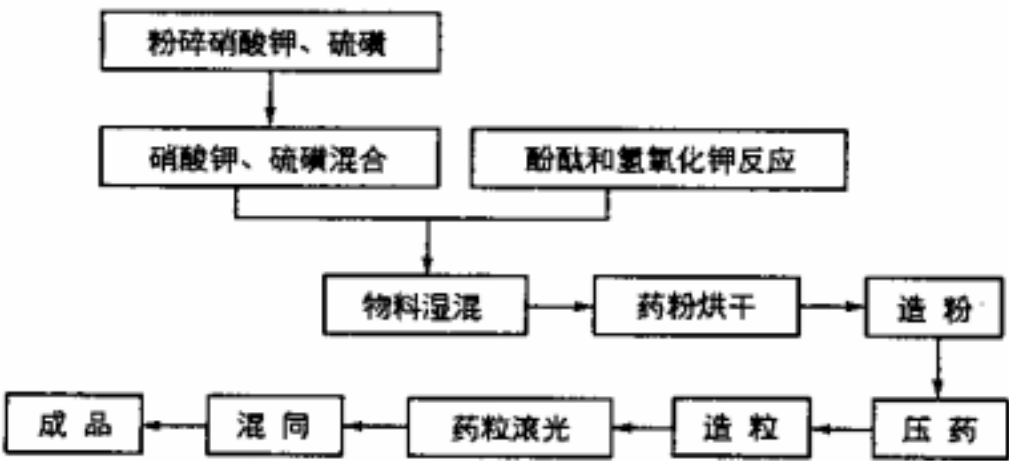 粉碎硝酸钾、硫磺
硝酸钾、硫磺混合
酚酞和氢氧化钾反应
物料湿混
药粉烘干
造 粉
压 药
造 粒
药粒滚光
混 同
成 品